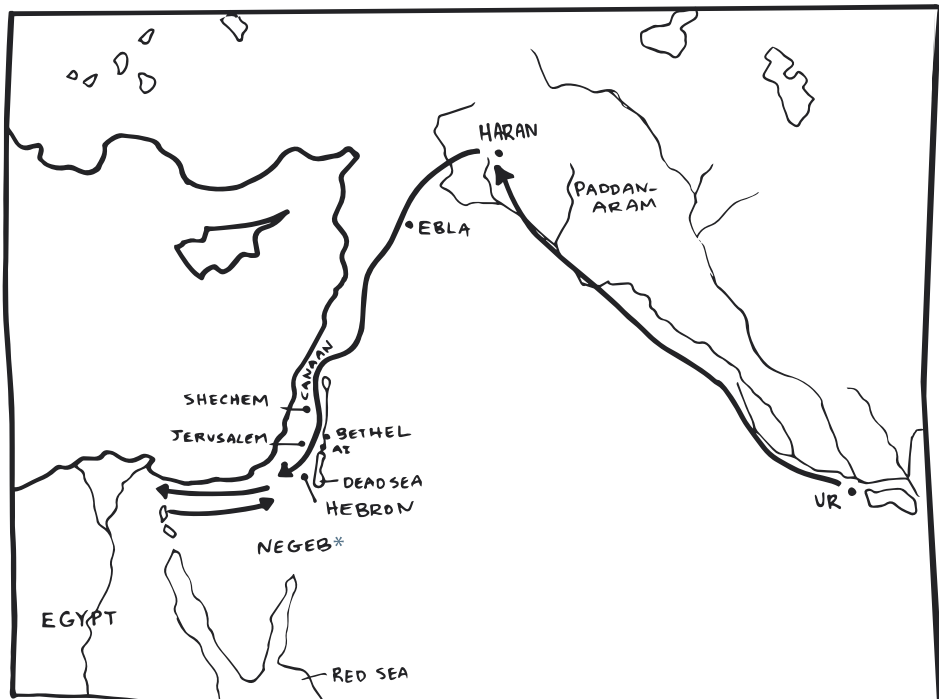 HARAN
PADDAN-
ARAM
EBLA
CANAAN
SHECHEM
JERUSALEM
BETHEL
AI
DEAD SEA
HEBRON
UR
NEGEB*
EGYPT
RED SEA